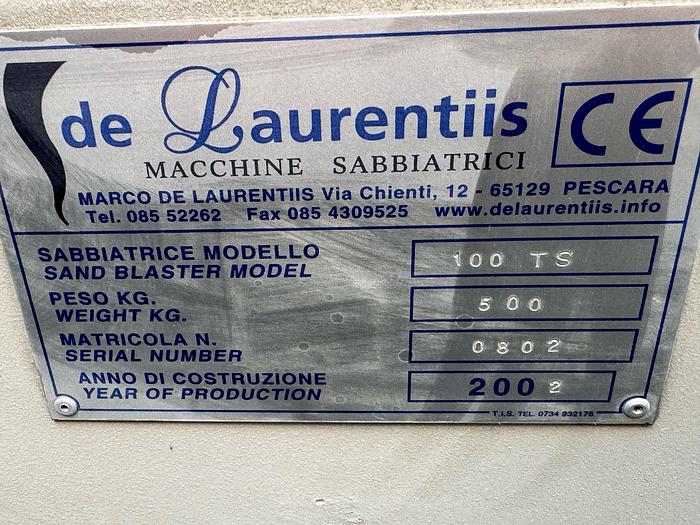 de Laurentiis CE
MACCHINE SABBIATRICI
MARCO DE LAURENTIIS Via Chienti, 12 - 65129 PESCARA
Tel. 085 52262 Fax 085 4309525 www.delaurentiis.info
SABBIATRICE MODELLO
SAND BLASTER MODEL
100 TS
PESO KG.
WEIGHT KG.
500
MATRICOLA N.
SERIAL NUMBER
0802
ANNO DI COSTRUZIONE
YEAR OF PRODUCTION
2002
T.I.S. TEL. 0734 932176